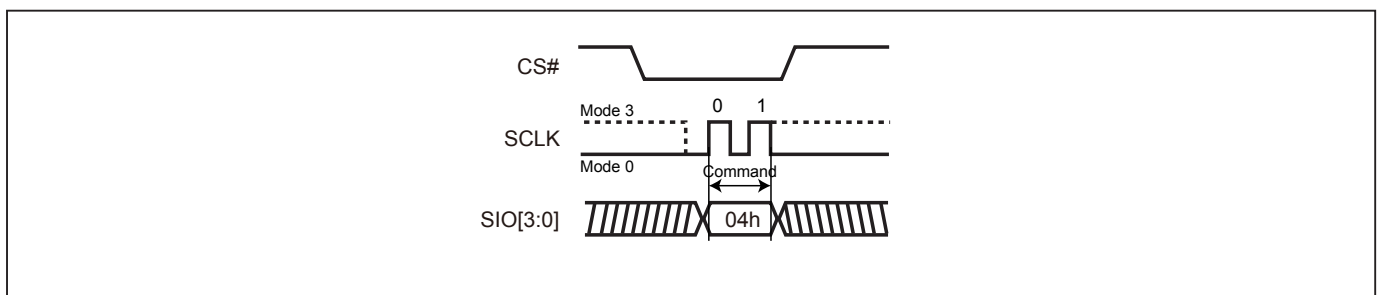 CS#
Mode 3
0 1
SCLK
Mode 0
Command
SIO[3:0]
04h